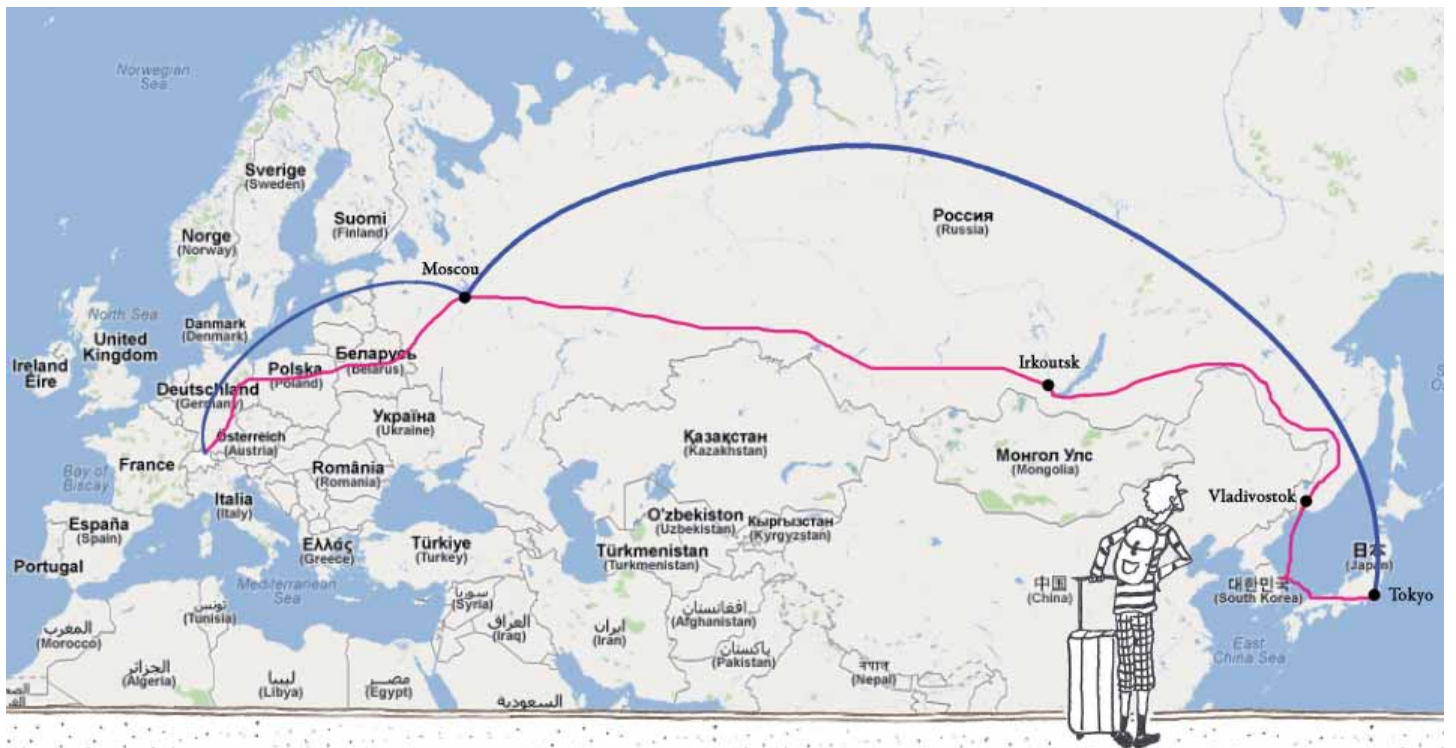 Norwegian
Sea
Sverige
(Sweden)
Suomi
(Finland)
Norge
(Norway)
Россия
(Russia)
Moscou
North Sea
Danmark
(Denmark)
United
Kingdom
Ireland
Éire
Беларусь
(Belarus)
Polska
(Poland)
Deutschland
(Germany)
Irkoutsk
Україна
(Ukraine)
Österreich
(Austria)
Қазақстан
(Kazakhstan)
Монгол Улс
(Mongolia)
France
Bay of
Biscay
România
(Romania)
Vladivostok
Italia
(Italy)
España
(Spain)
O'zbekiston
(Uzbekistan)
Кыргызстан
(Kyrgyzstan)
Ελλάς
(Greece)
Türkiye
(Turkey)
Türkmenistan
(Turkmenistan)
日本
(Japan)
Portugal
Mediterranean
Sea
中国
(China)
대한민국
(South Korea)
Tokyo
سوريا
(Syria)
تونس
(Tunisia)
افغانستان
(Afghanistan)
المغرب
(Morocco)
العراق
(Iraq)
ایران
(Iran)
پاکستان
(Pakistan)
East
China Sea
الجزائر
(Algeria)
ليبيا
(Libya)
مصر
(Egypt)
नेपाल
(Nepal)
السعودية